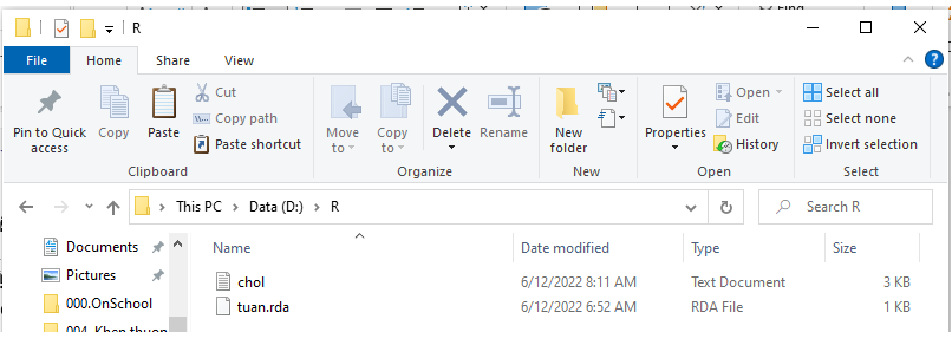 R
File Home Share View
Pin to Quick access
Copy
Paste
Cut
Copy path
Paste shortcut
Clipboard
Move to
Copy to
Delete
Rename
Organize
New folder
New
Properties
Open
Edit
History
Open
Select all
Select none
Invert selection
Select
This PC > Data (D:) > R
Search R
Documents
Pictures
000.OnSchool
Name Date modified Type Size
chol 6/12/2022 8:11 AM Text Document 3 KB
tuan.rda 6/12/2022 6:52 AM RDA File 1 KB